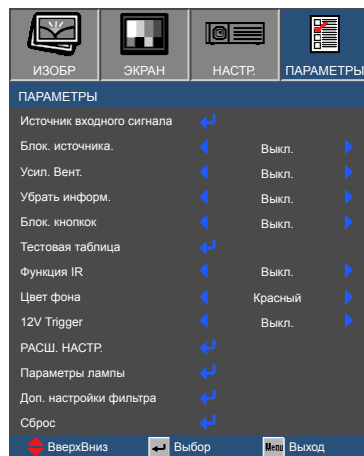 ИЗОБР ЭКРАН НАСТР. ПАРАМЕТРЫ
ПАРАМЕТРЫ
Источник входного сигнала
Блок. источника. Выкл.
Усил. Вент. Выкл.
Убрать информ. Выкл.
Блок. кнопкок Выкл.
Тестовая таблица
Функция IR Выкл.
Цвет фона Красный
12V Trigger Выкл.
РАСШ. НАСТР.
Параметры лампы
Доп. настройки фильтра
Сброс
ВверхВниз Выбор Menu Выход